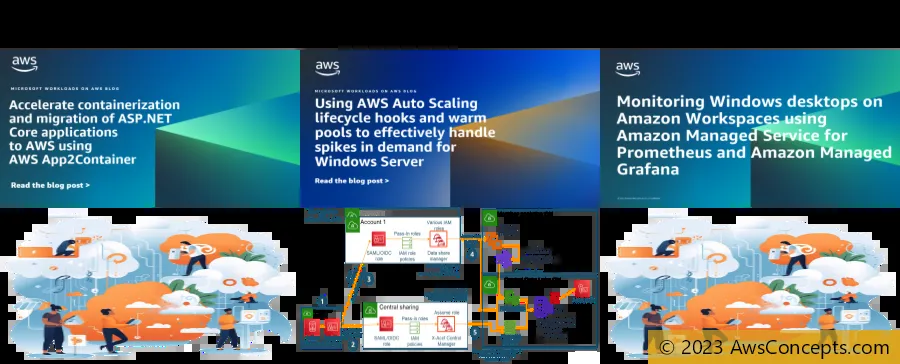 aws
MICROSOFT WORKLOADS ON AWS BLOG
Accelerate containerization
and migration of ASP.NET
Core applications
to AWS using
AWS App2Container
Read the blog post >
aws
MICROSOFT WORKLOADS ON AWS BLOG
Using AWS Auto Scaling
lifecycle hooks and warm
pools to effectively handle
spikes in demand for
Windows Server
Read the blog post >
aws
Monitoring Windows desktops on
Amazon Workspaces using
Amazon Managed Service for
Prometheus and Amazon Managed
Grafana
Account 1
Various IAM
roles
Pass-in roles
SAML/OIDC
role
IAM role
policies
Data share
manager
4
3
1
Central sharing
Assume role
Pass-in roles
SAML/OIDC
role
IAM
policies
X-Acct Control
Manager
2
5
© 2023 AwsConcepts.com